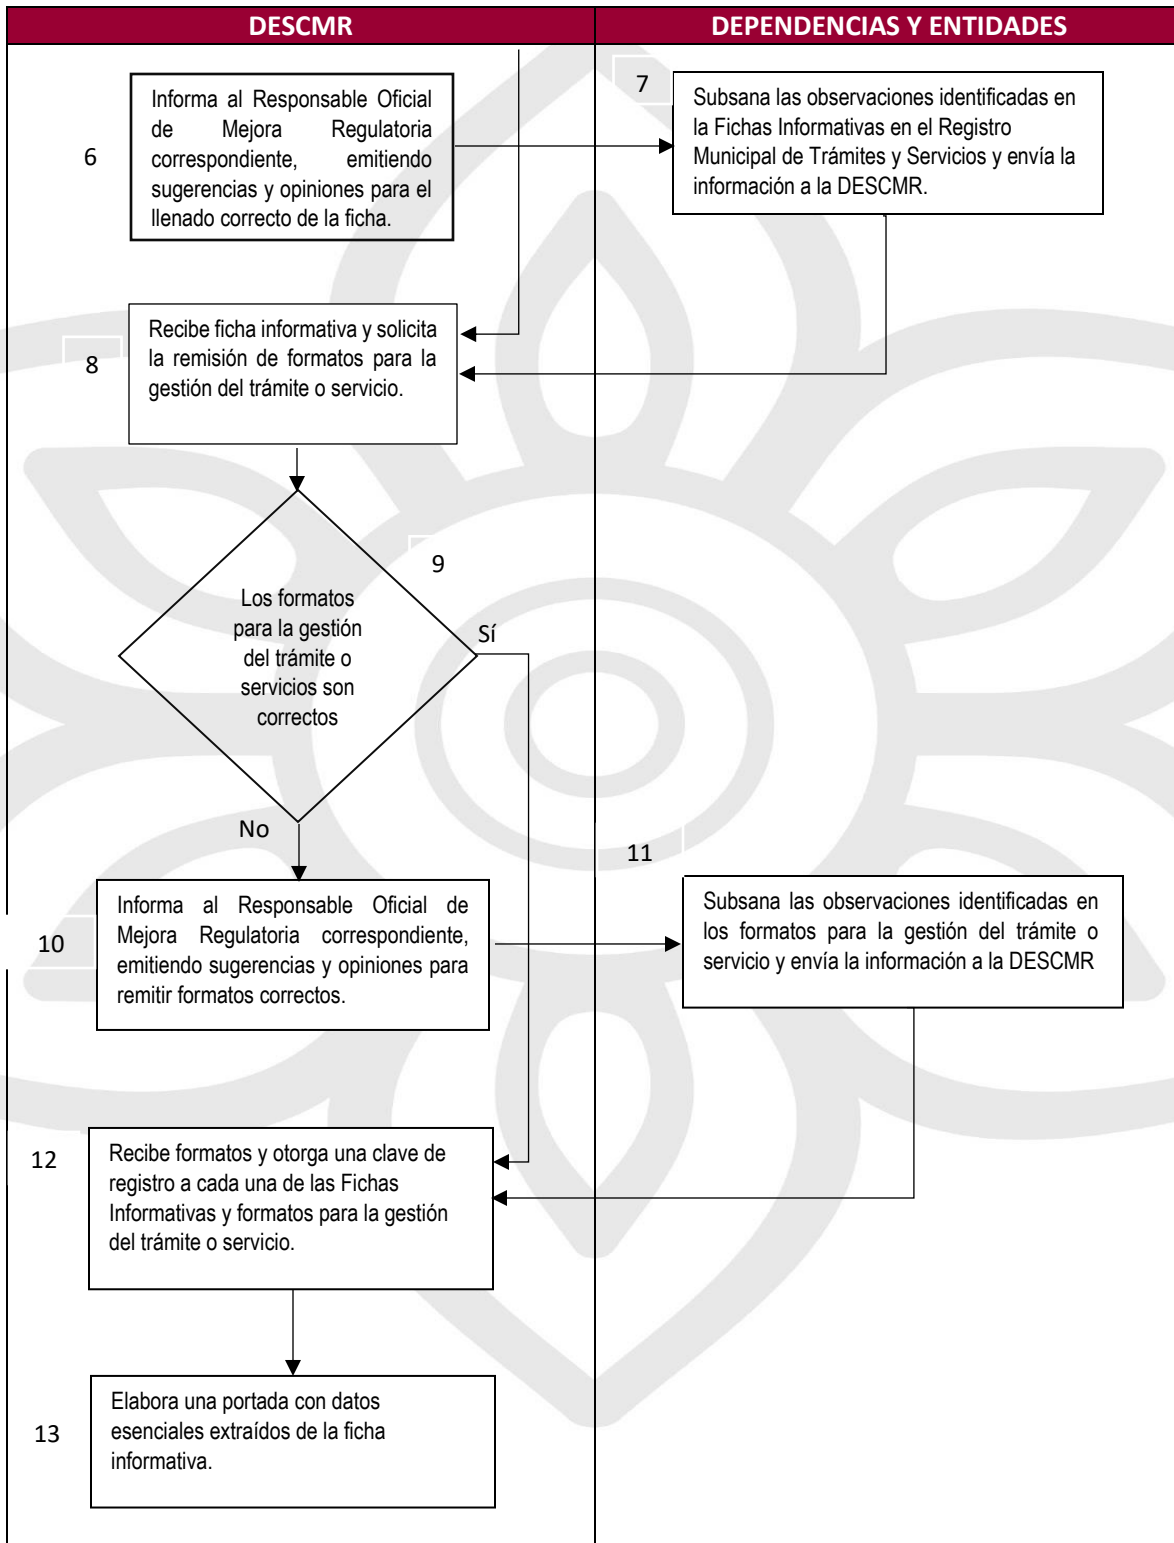 DESCMR
DEPENDENCIAS Y ENTIDADES
6
Informa al Responsable Oficial
de Mejora Regulatoria
correspondiente, emitiendo
sugerencias y opiniones para el
llenado correcto de la ficha.
7
Subsana las observaciones identificadas en
la Fichas Informativas en el Registro
Municipal de Trámites y Servicios y envía la
información a la DESCMR.
8
Recibe ficha informativa y solicita
la remisión de formatos para la
gestión del trámite o servicio.
9
Los formatos
para la gestión
del trámite o
servicios son
correctos
Sí
No
10
Informa al Responsable Oficial de
Mejora Regulatoria correspondiente,
emitiendo sugerencias y opiniones para
remitir formatos correctos.
11
Subsana las observaciones identificadas en
los formatos para la gestión del trámite o
servicio y envía la información a la DESCMR
12
Recibe formatos y otorga una clave de
registro a cada una de las Fichas
Informativas y formatos para la gestión
del trámite o servicio.
13
Elabora una portada con datos
esenciales extraídos de la ficha
informativa.